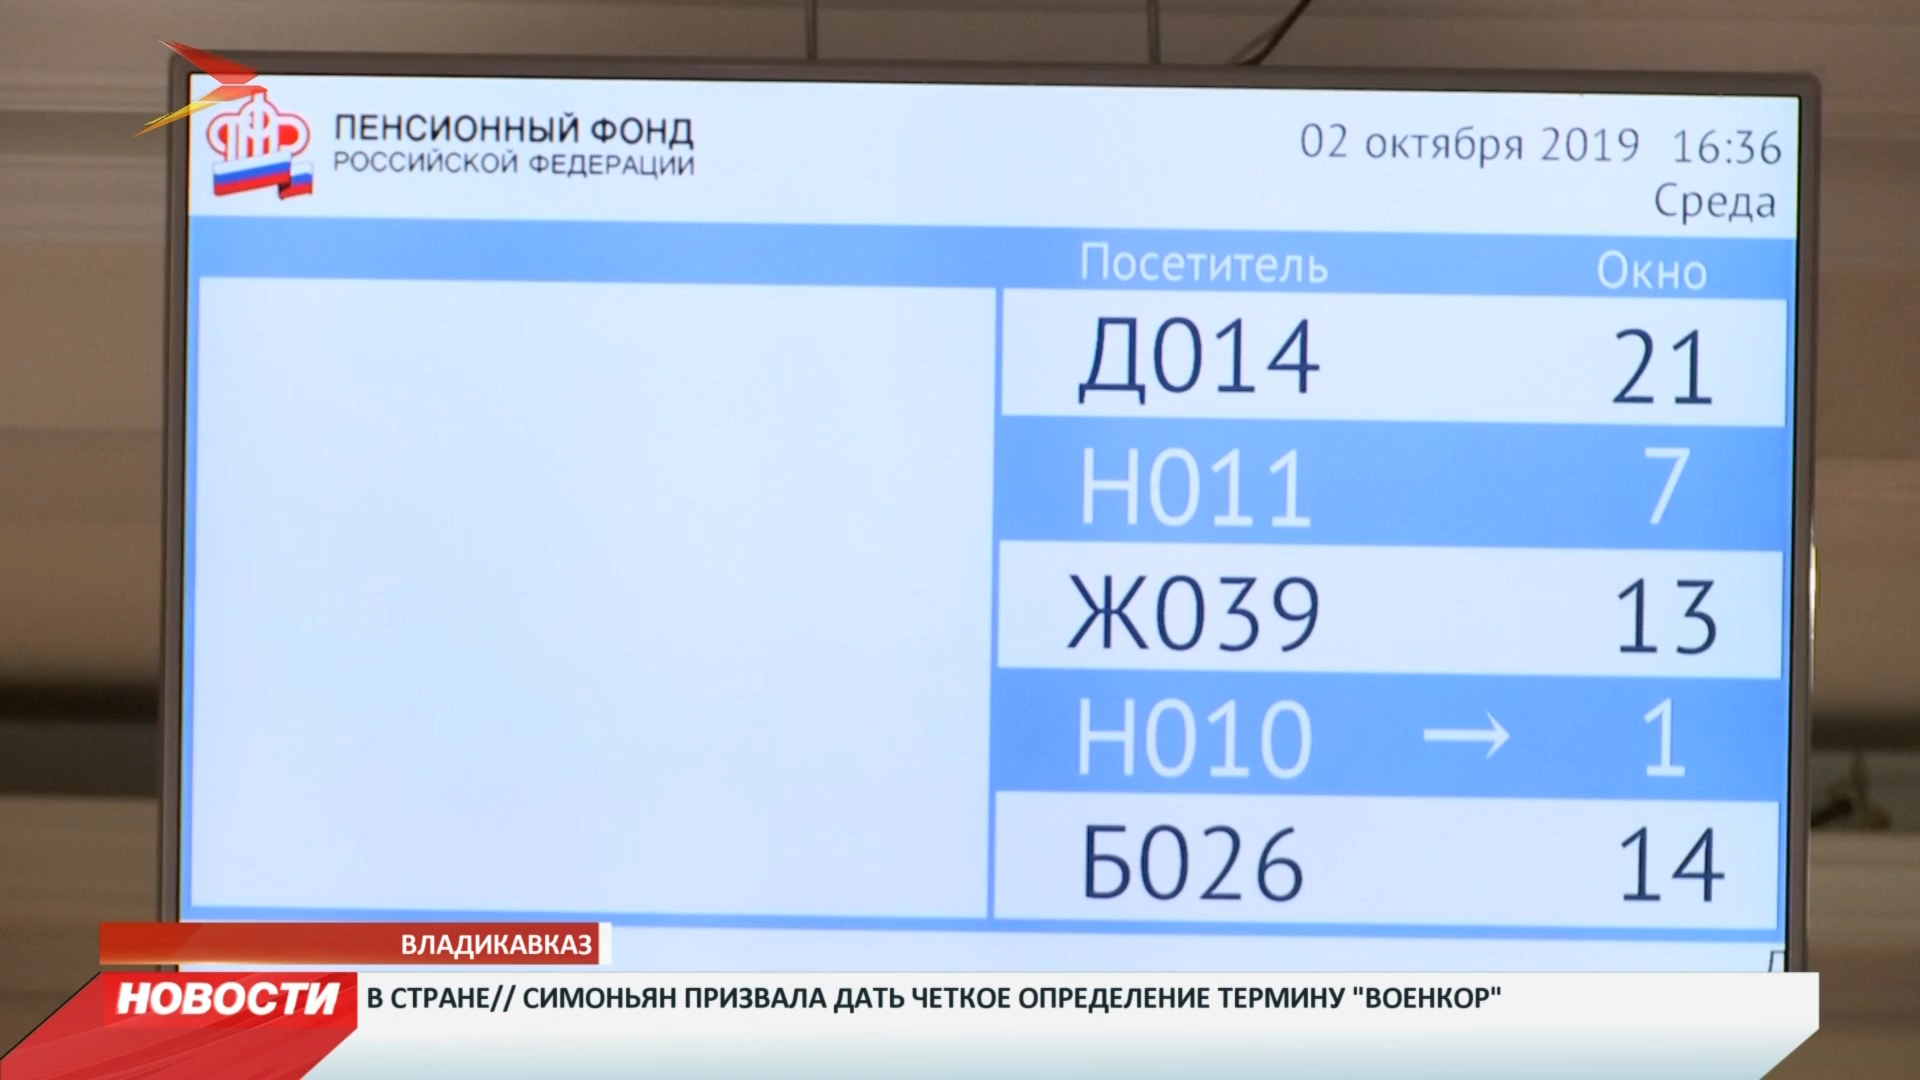 ПЕНСИОННЫЙ ФОНД
РОССИЙСКОЙ ФЕДЕРАЦИИ
02 октября 2019 16:36
Среда
Посетитель Окно
Д014 21
Н011 7
Ж039 13
Н010 → 1
Б026 14
ВЛАДИКАВКАЗ
НОВОСТИ
В СТРАНЕ// СИМОНЬЯН ПРИЗВАЛА ДАТЬ ЧЕТКОЕ ОПРЕДЕЛЕНИЕ ТЕРМИНУ "ВОЕНКОР"